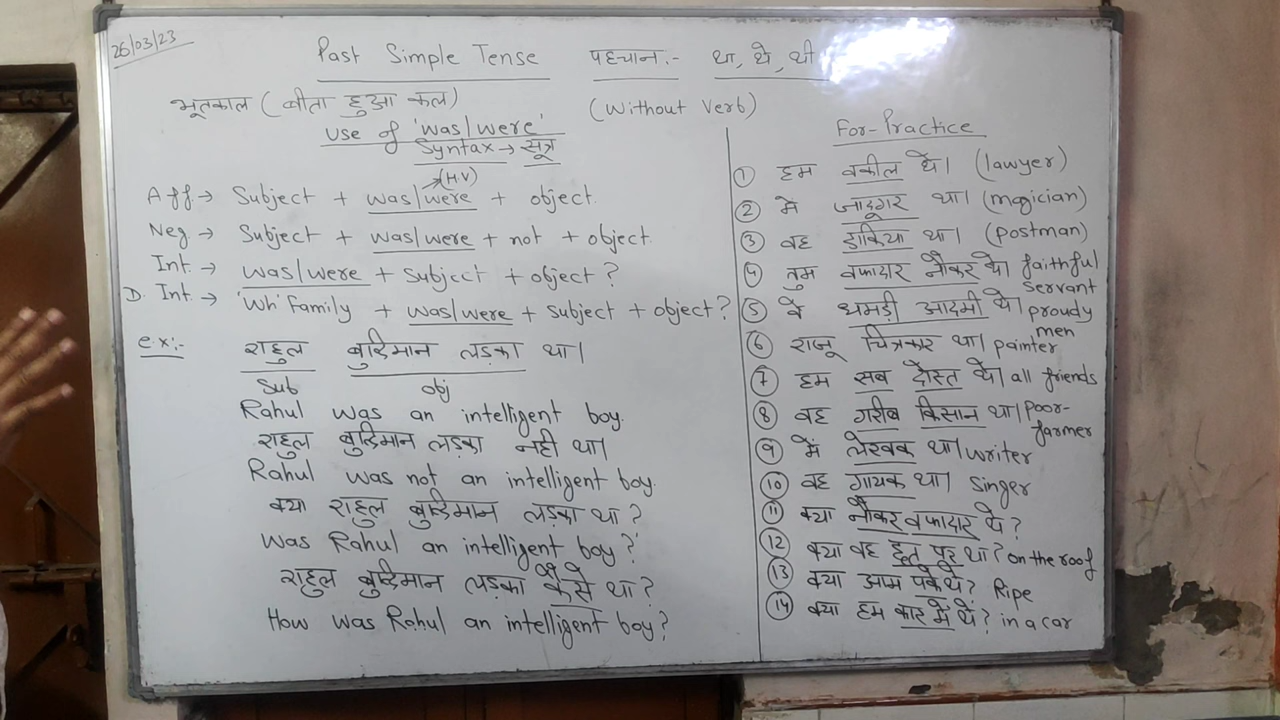 26/03/23
Past Simple Tense पहचान :- था, थे, थी
भूतकाल (बीता हुआ कल) (Without Verb)
use of 'was/were'
Syntax → सूत्र
(H.V)
Aff. → Subject + was/were + object.
Neg → Subject + was/were + not + object.
Int. → was/were + subject + object?
D. Int. → 'Wh' Family + was/were + subject + object?
ex:- राहुल बुद्धिमान लड़का था।
Sub obj
Rahul was an intelligent boy.
राहुल बुद्धिमान लड़का नही था।
Rahul was not an intelligent boy.
क्या राहुल बुद्धिमान लड़का था?
Was Rahul an intelligent boy?
राहुल बुद्धिमान लड़का कैसे था?
How was Rahul an intelligent boy?
For-Practice
① हम वकील थे। (lawyer)
② मे जादूगर था। (magician)
③ वह डाकिया था। (postman)
④ तुम वफादार नौकर थे। faithful servant
⑤ वे घमड़ी आदमी थे। proudy men
⑥ राजू चित्रकार था। painter
⑦ हम सब दोस्त थे। all friends
⑧ वह गरीब किसान था। poor-farmer
⑨ में लेखक था। writer
⑩ वह गायक था। singer
⑪ क्या नौकर वफादार थे?
⑫ क्या वह छत पह था? on the roof
⑬ क्या आम पके थे? Ripe
⑭ क्या हम कार में थे? in a car